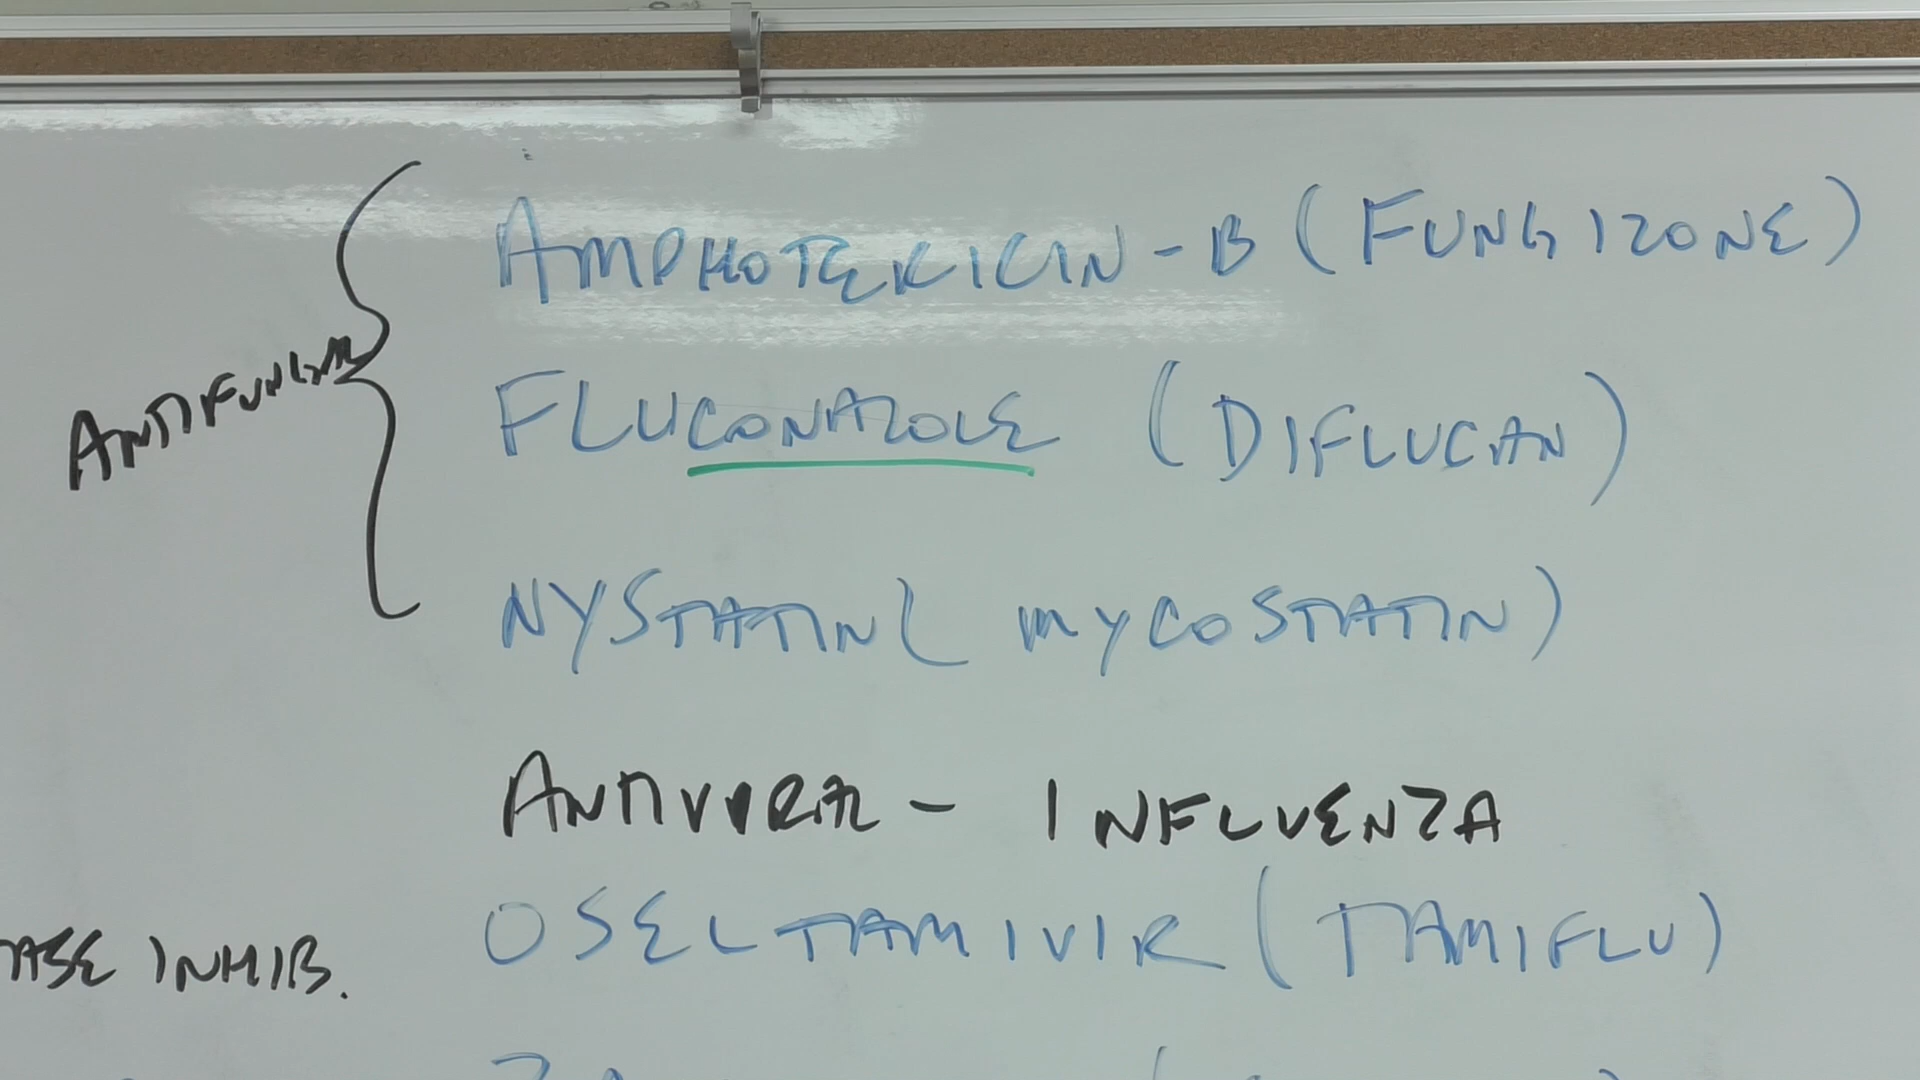 AMPHOTERICIN-B (FUNGIZONE)
ANTIFUNGAL
FLUCONAZOLE (DIFLUCAN)
NYSTATIN (MYCOSTATIN)
ANTIVIRAL - INFLUENZA
OSELTAMIVIR (TAMIFLU)
ASE INHIB.